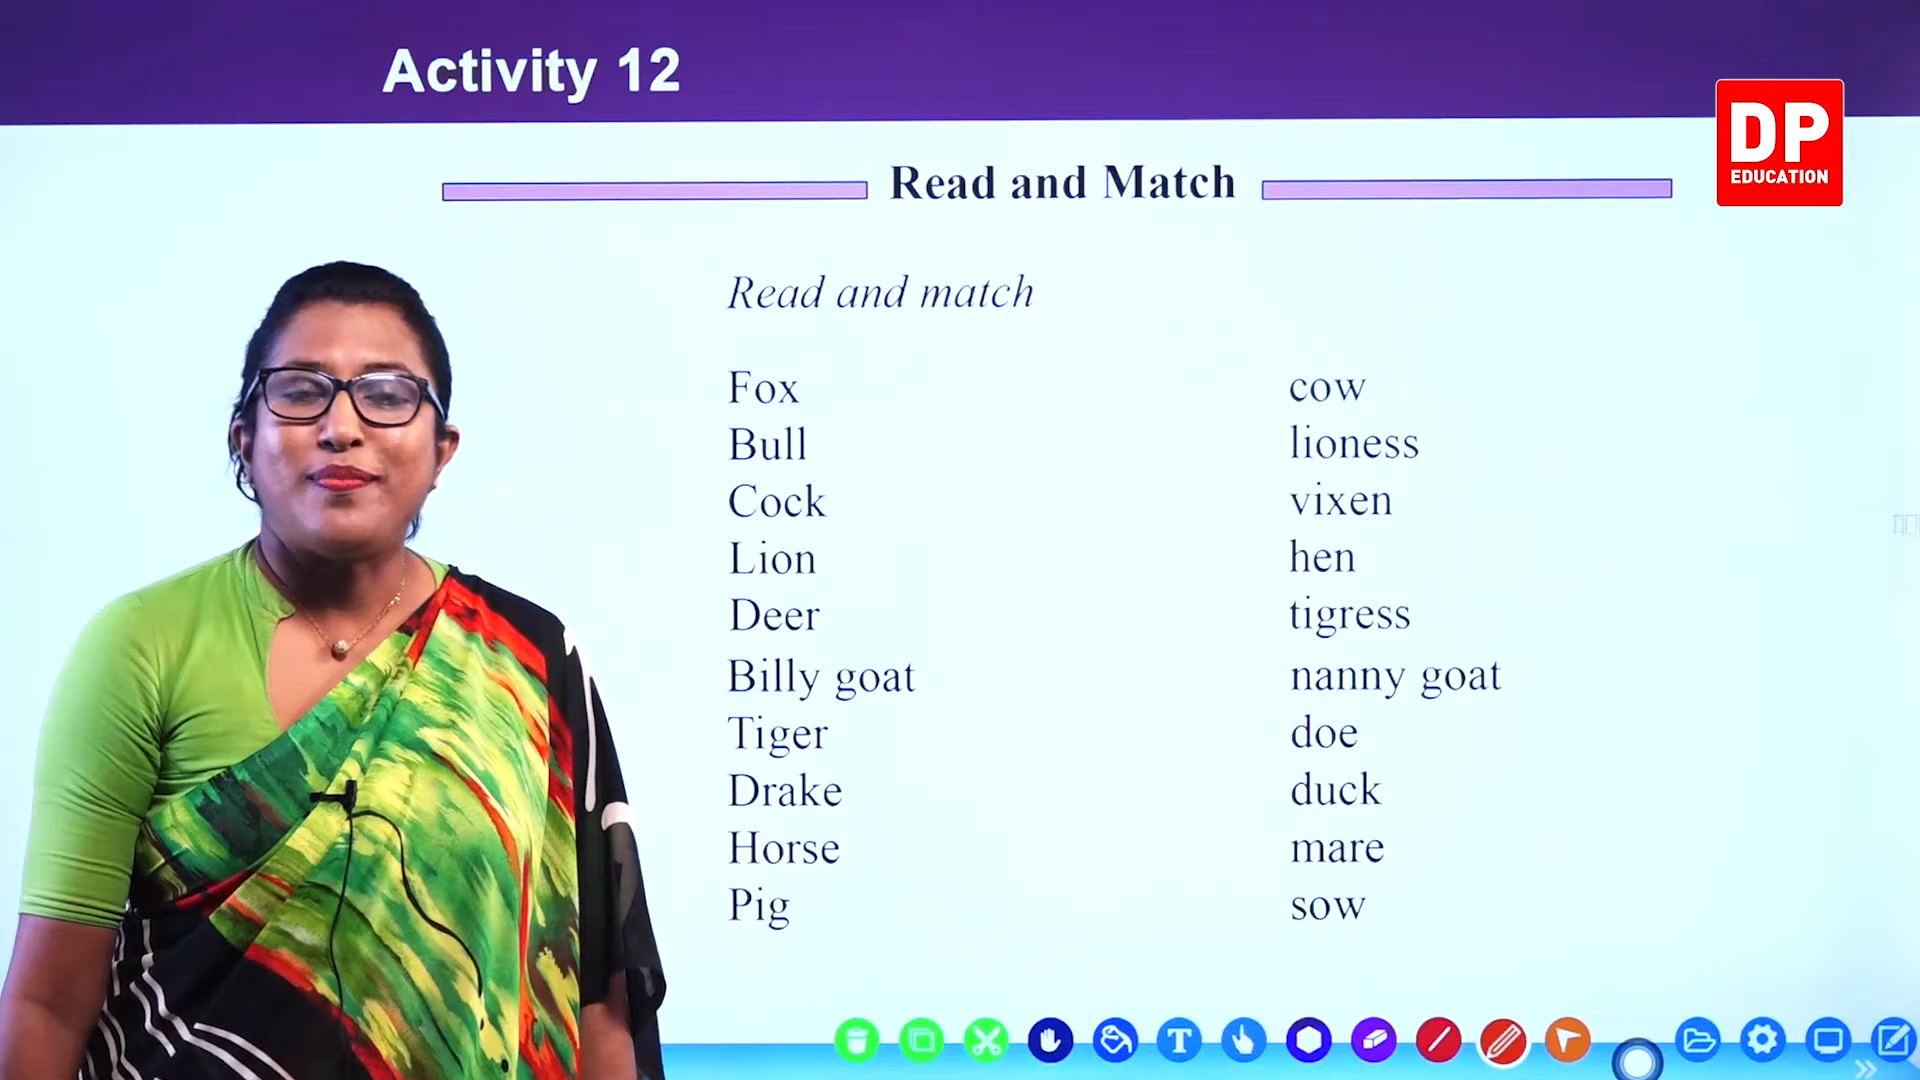 Activity 12
DP
EDUCATION
Read and Match
Read and match
Fox cow
Bull lioness
Cock vixen
Lion hen
Deer tigress
Billy goat nanny goat
Tiger doe
Drake duck
Horse mare
Pig sow